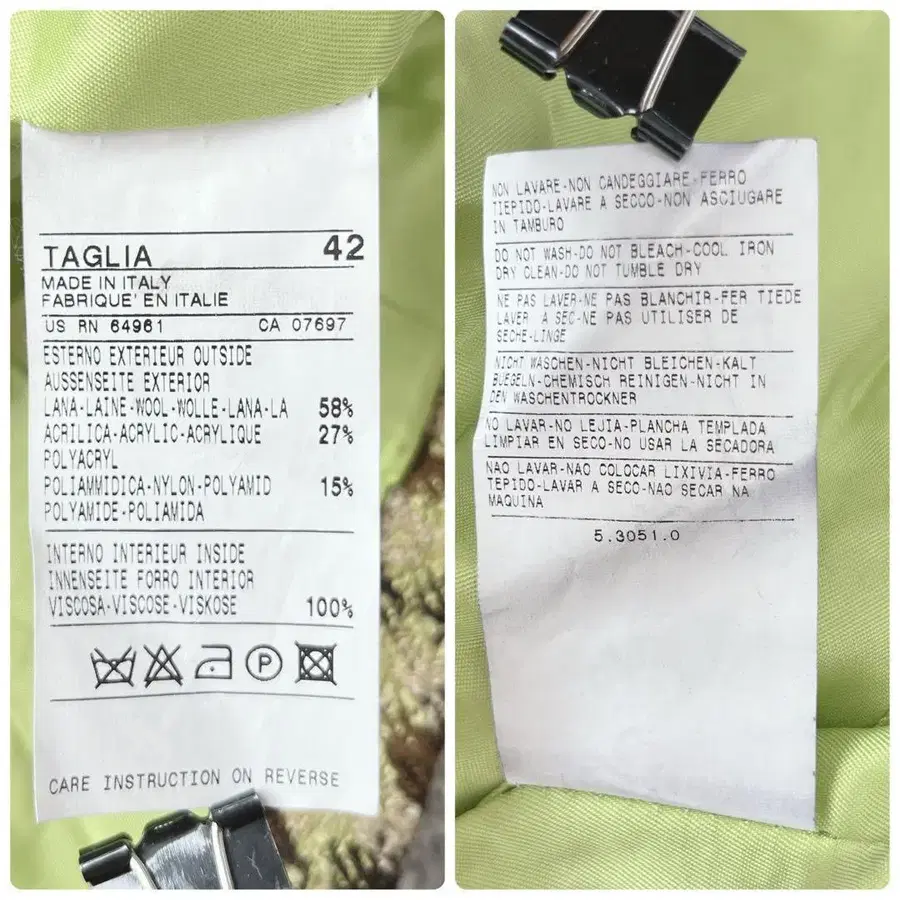 TAGLIA 42
MADE IN ITALY
FABRIQUE' EN ITALIE
US RN 64961 CA 07697
ESTERNO EXTERIEUR OUTSIDE
AUSSENSEITE EXTERIOR
LANA-LAINE-WOOL-WOLLE-LANA-LA 58%
ACRILICA-ACRYLIC-ACRYLIQUE 27%
POLYACRYL
POLIAMMIDICA-NYLON-POLYAMID 15%
POLYAMIDE-POLIAMIDA
INTERNO INTERIEUR INSIDE
INNENSEITE FORRO INTERIOR
VISCOSA-VISCOSE-VISKOSE 100%
P
CARE INSTRUCTION ON REVERSE
NON LAVARE-NON CANDEGGIARE-FERRO
TIEPIDO-LAVARE A SECCO-NON ASCIUGARE
IN TAMBURO
DO NOT WASH-DO NOT BLEACH-COOL IRON
DRY CLEAN-DO NOT TUMBLE DRY
NE PAS LAVER-NE PAS BLANCHIR-FER TIEDE
LAVER A SEC-NE PAS UTILISER DE
SECHE-LINGE
NICHT WASCHEN-NICHT BLEICHEN-KALT
BUEGELN-CHEMISCH REINIGEN-NICHT IN
DEN WASCHENTROCKNER
NO LAVAR-NO LEJIA-PLANCHA TEMPLADA
LIMPIAR EN SECO-NO USAR LA SECADORA
NAO LAVAR-NAO COLOCAR LIXIVIA-FERRO
TEPIDO-LAVAR A SECO-NAO SECAR NA
MAQUINA
5.3051.0